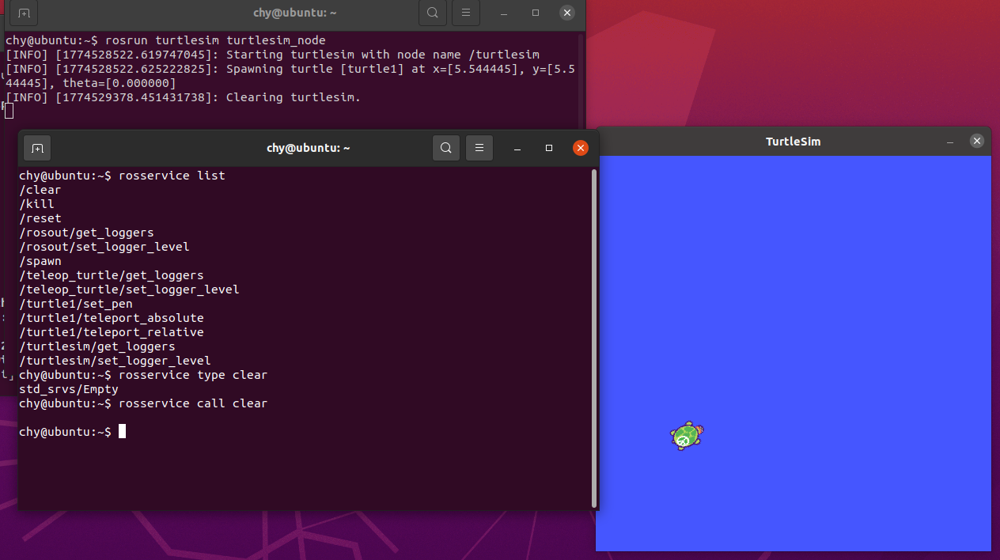 chy@ubuntu: ~
chy@ubuntu:~$ rosrun turtlesim turtlesim_node
[INFO] [1774528522.619747045]: Starting turtlesim with node name /turtlesim
[INFO] [1774528522.625222825]: Spawning turtle [turtle1] at x=[5.544445], y=[5.5
44445], theta=[0.000000]
[INFO] [1774529378.451431738]: Clearing turtlesim.
chy@ubuntu: ~
chy@ubuntu:~$ rosservice list
/clear
/kill
/reset
/rosout/get_loggers
/rosout/set_logger_level
/spawn
/teleop_turtle/get_loggers
/teleop_turtle/set_logger_level
/turtle1/set_pen
/turtle1/teleport_absolute
/turtle1/teleport_relative
/turtlesim/get_loggers
/turtlesim/set_logger_level
chy@ubuntu:~$ rosservice type clear
std_srvs/Empty
chy@ubuntu:~$ rosservice call clear
chy@ubuntu:~$
TurtleSim